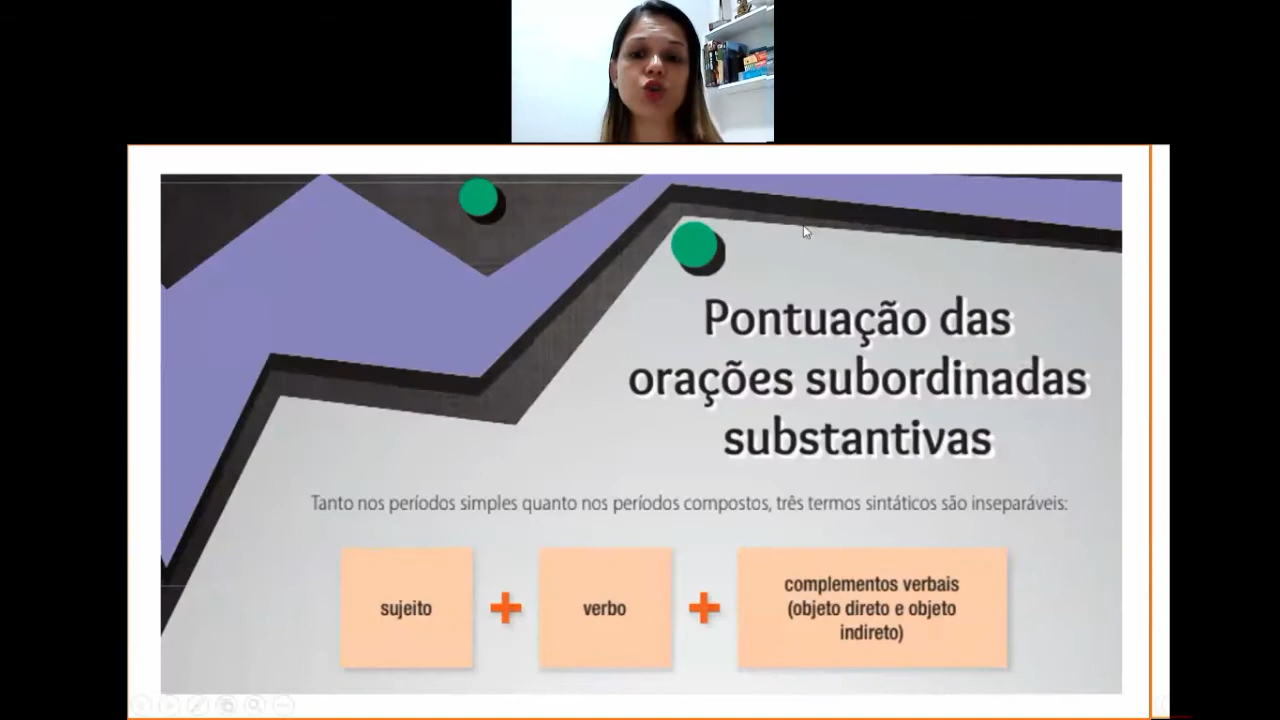 Pontuação das
orações subordinadas
substantivas
Tanto nos períodos simples quanto nos períodos compostos, três termos sintáticos são inseparáveis:
sujeito
verbo
complementos verbais
(objeto direto e objeto
indireto)